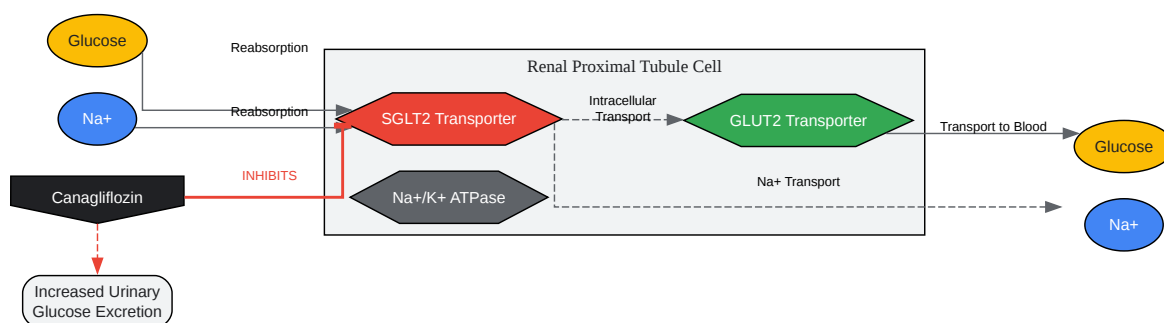 Glucose
Reabsorption
Renal Proximal Tubule Cell
Na+
Reabsorption
SGLT2 Transporter
Intracellular
Transport
GLUT2 Transporter
Transport to Blood
Glucose
Canagliflozin
INHIBITS
Na+/K+ ATPase
Na+ Transport
Na+
Increased Urinary
Glucose Excretion